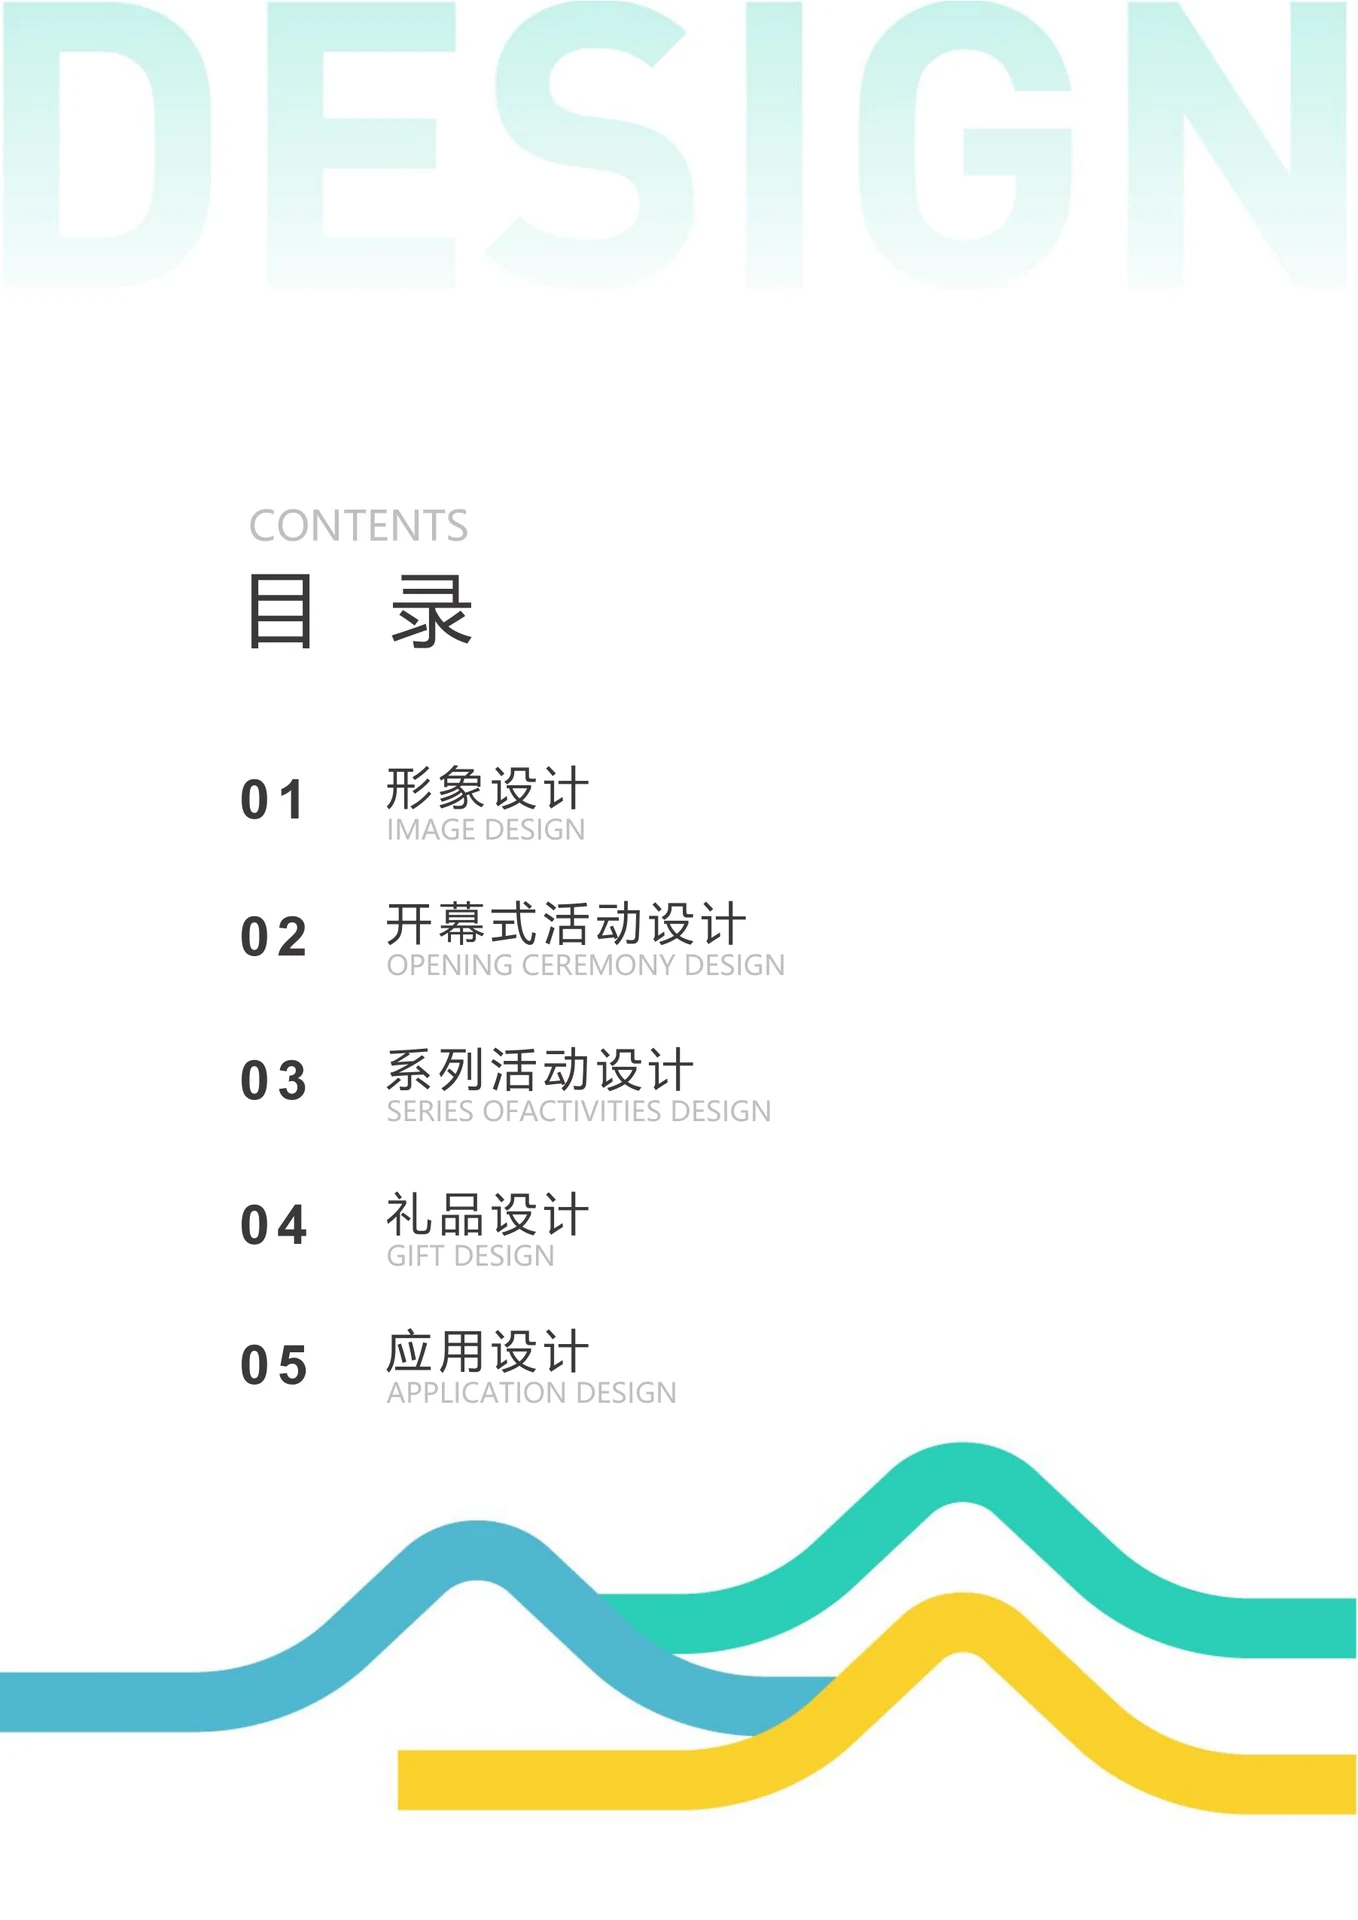 DESIGN
CONTENTS
目 录
01
形象设计
IMAGE DESIGN
02
开幕式活动设计
OPENING CEREMONY DESIGN
03
系列活动设计
SERIES OFACTIVITIES DESIGN
04
礼品设计
GIFT DESIGN
05
应用设计
APPLICATION DESIGN